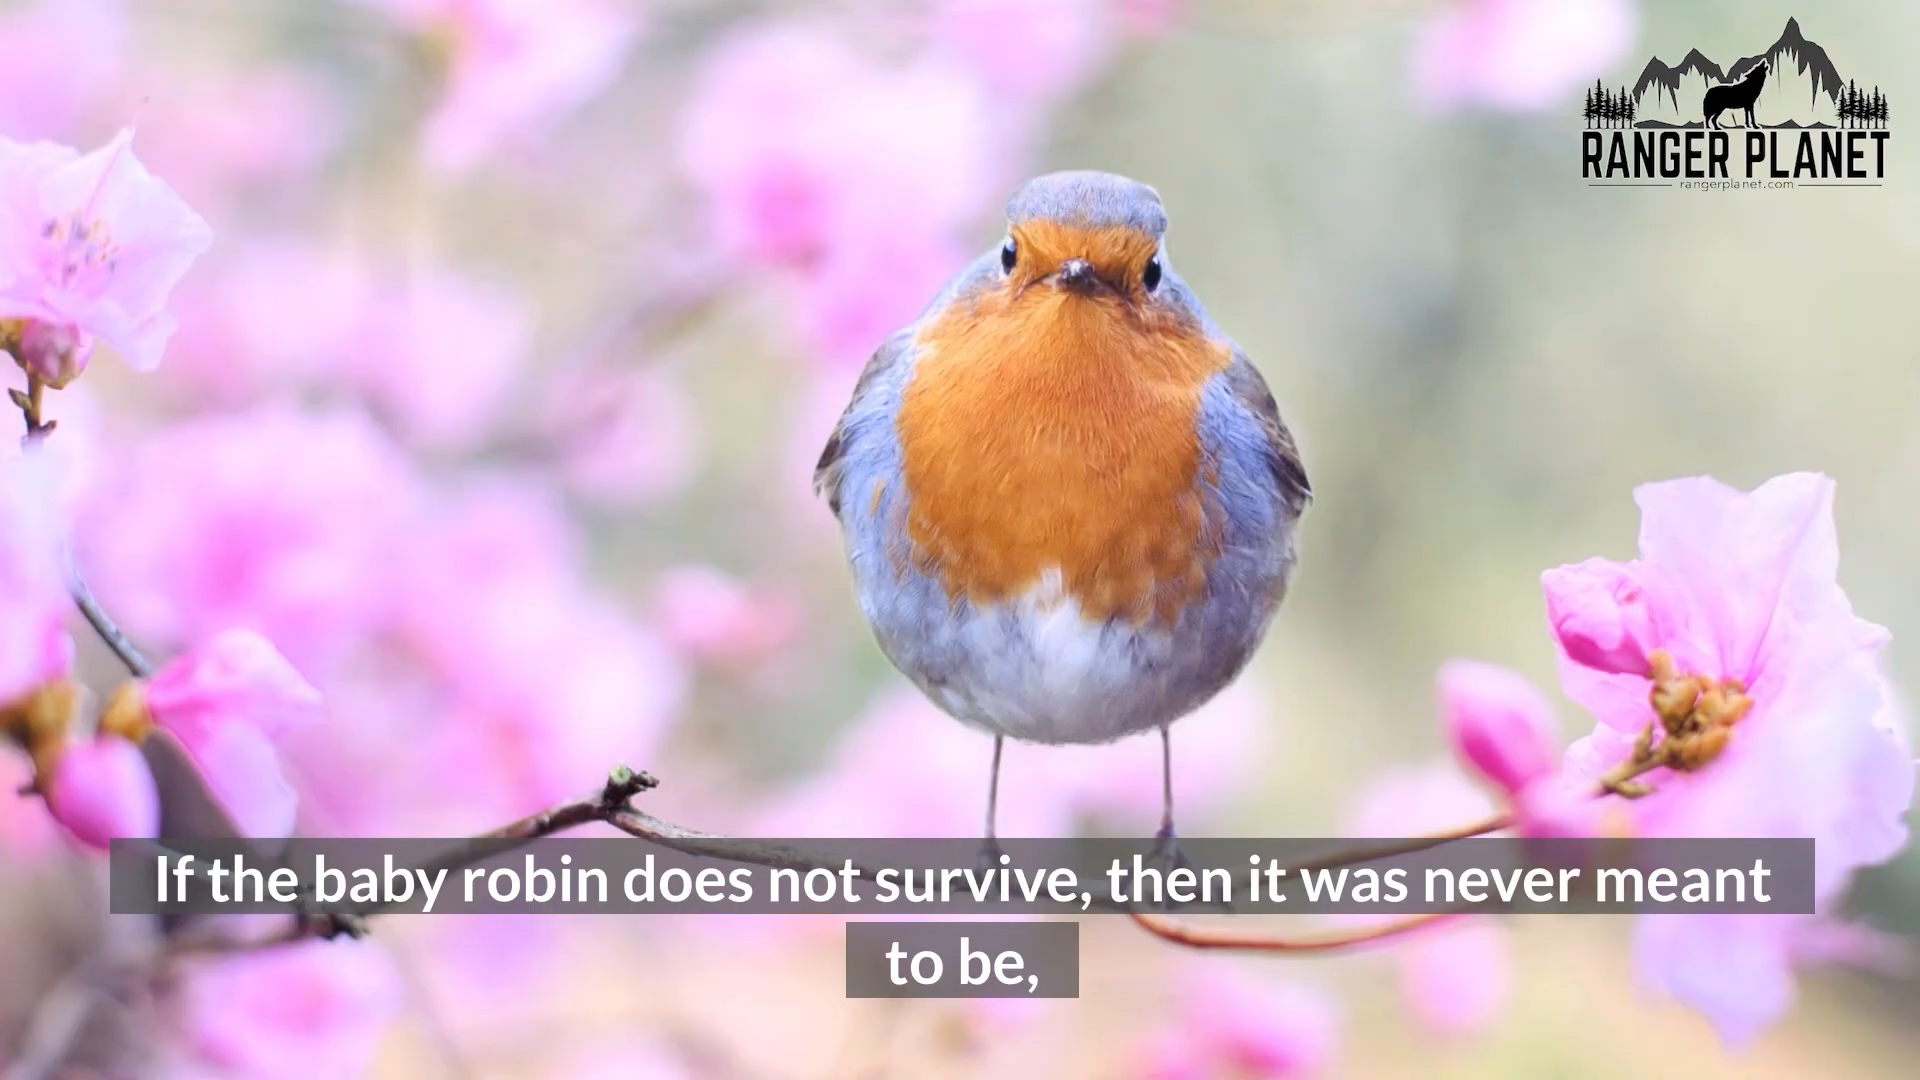 RANGER PLANET
rangerplanet.com
If the baby robin does not survive, then it was never meant
to be,